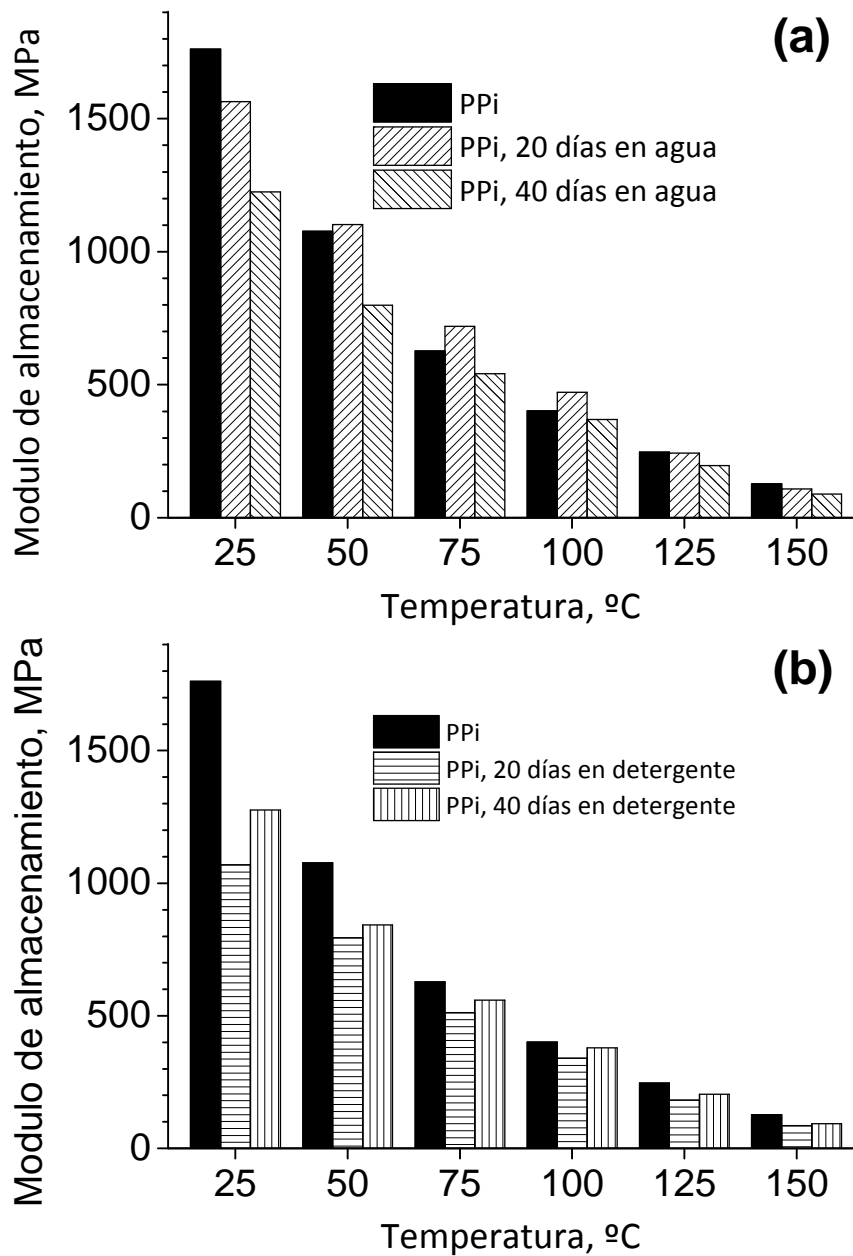 (a)
Modulo de almacenamiento, MPa
1500
1000
500
0
PPi
PPi, 20 días en agua
PPi, 40 días en agua
25 50 75 100 125 150
Temperatura, ºC
(b)
Modulo de almacenamiento, MPa
1500
1000
500
0
PPi
PPi, 20 días en detergente
PPi, 40 días en detergente
25 50 75 100 125 150
Temperatura, ºC